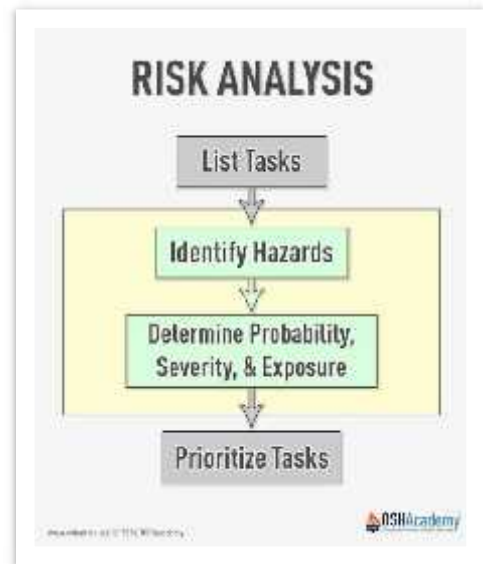 RISK ANALYSIS
List Tasks
Identify Hazards
Determine Probability,
Severity, & Exposure
Prioritize Tasks
OSHAcademy